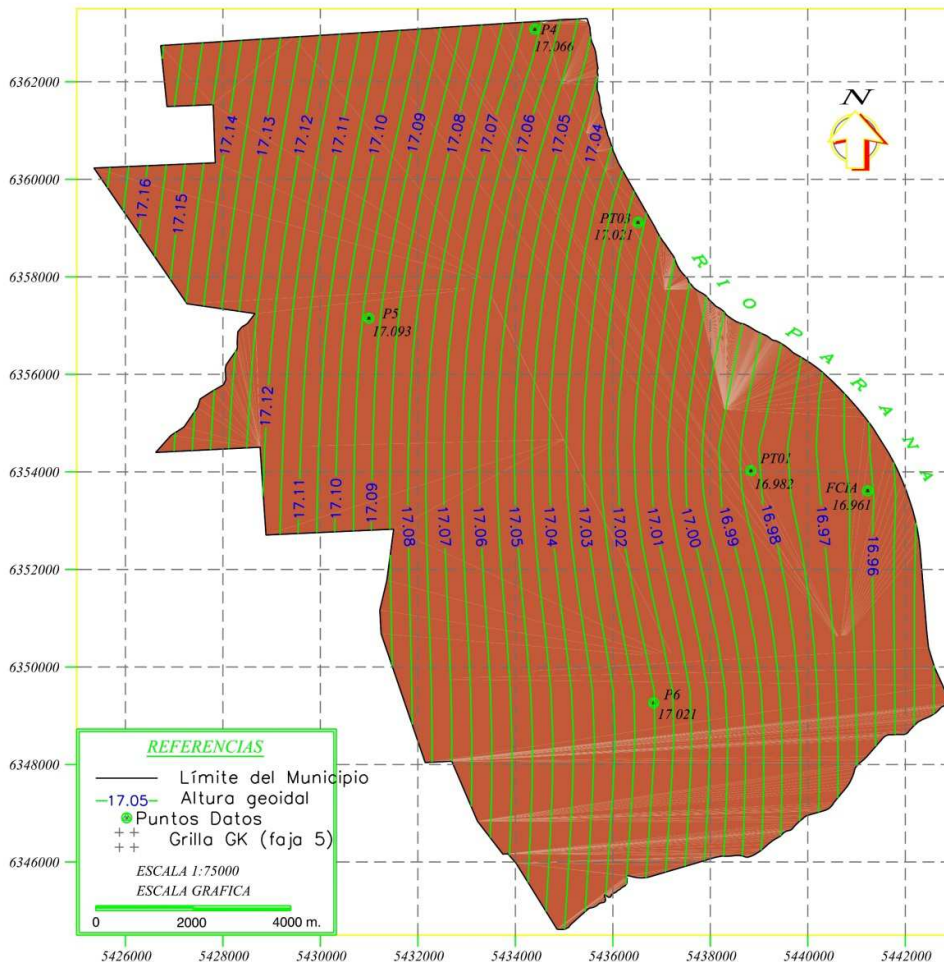 6362000
6360000
6358000
6356000
6354000
6352000
6350000
6348000
6346000
P4
17.066
N
17.14
17.13
17.12
17.11
17.10
17.09
17.08
17.07
17.06
17.05
17.04
17.16
17.15
PT03
17.021
RIO PARANA
P5
17.093
17.12
PT01
16.982
FCIA
16.961
17.11
17.10
17.09
17.08
17.07
17.06
17.05
17.04
17.03
17.02
17.01
17.00
16.99
16.98
16.97
16.96
P6
17.021
REFERENCIAS
Límite del Municipio
17.05 Altura geoidal
Puntos Datos
Grilla GK (faja 5)
ESCALA 1:75000
ESCALA GRAFICA
0 2000 4000 m.
5426000 5428000 5430000 5432000 5434000 5436000 5438000 5440000 5442000